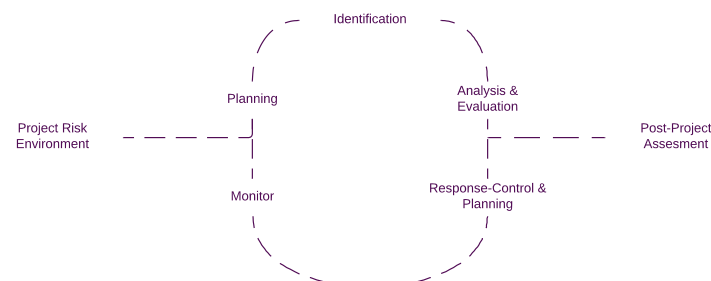 Identification
Planning
Analysis &
Evaluation
Project Risk
Environment
Post-Project
Assesment
Monitor
Response-Control &
Planning